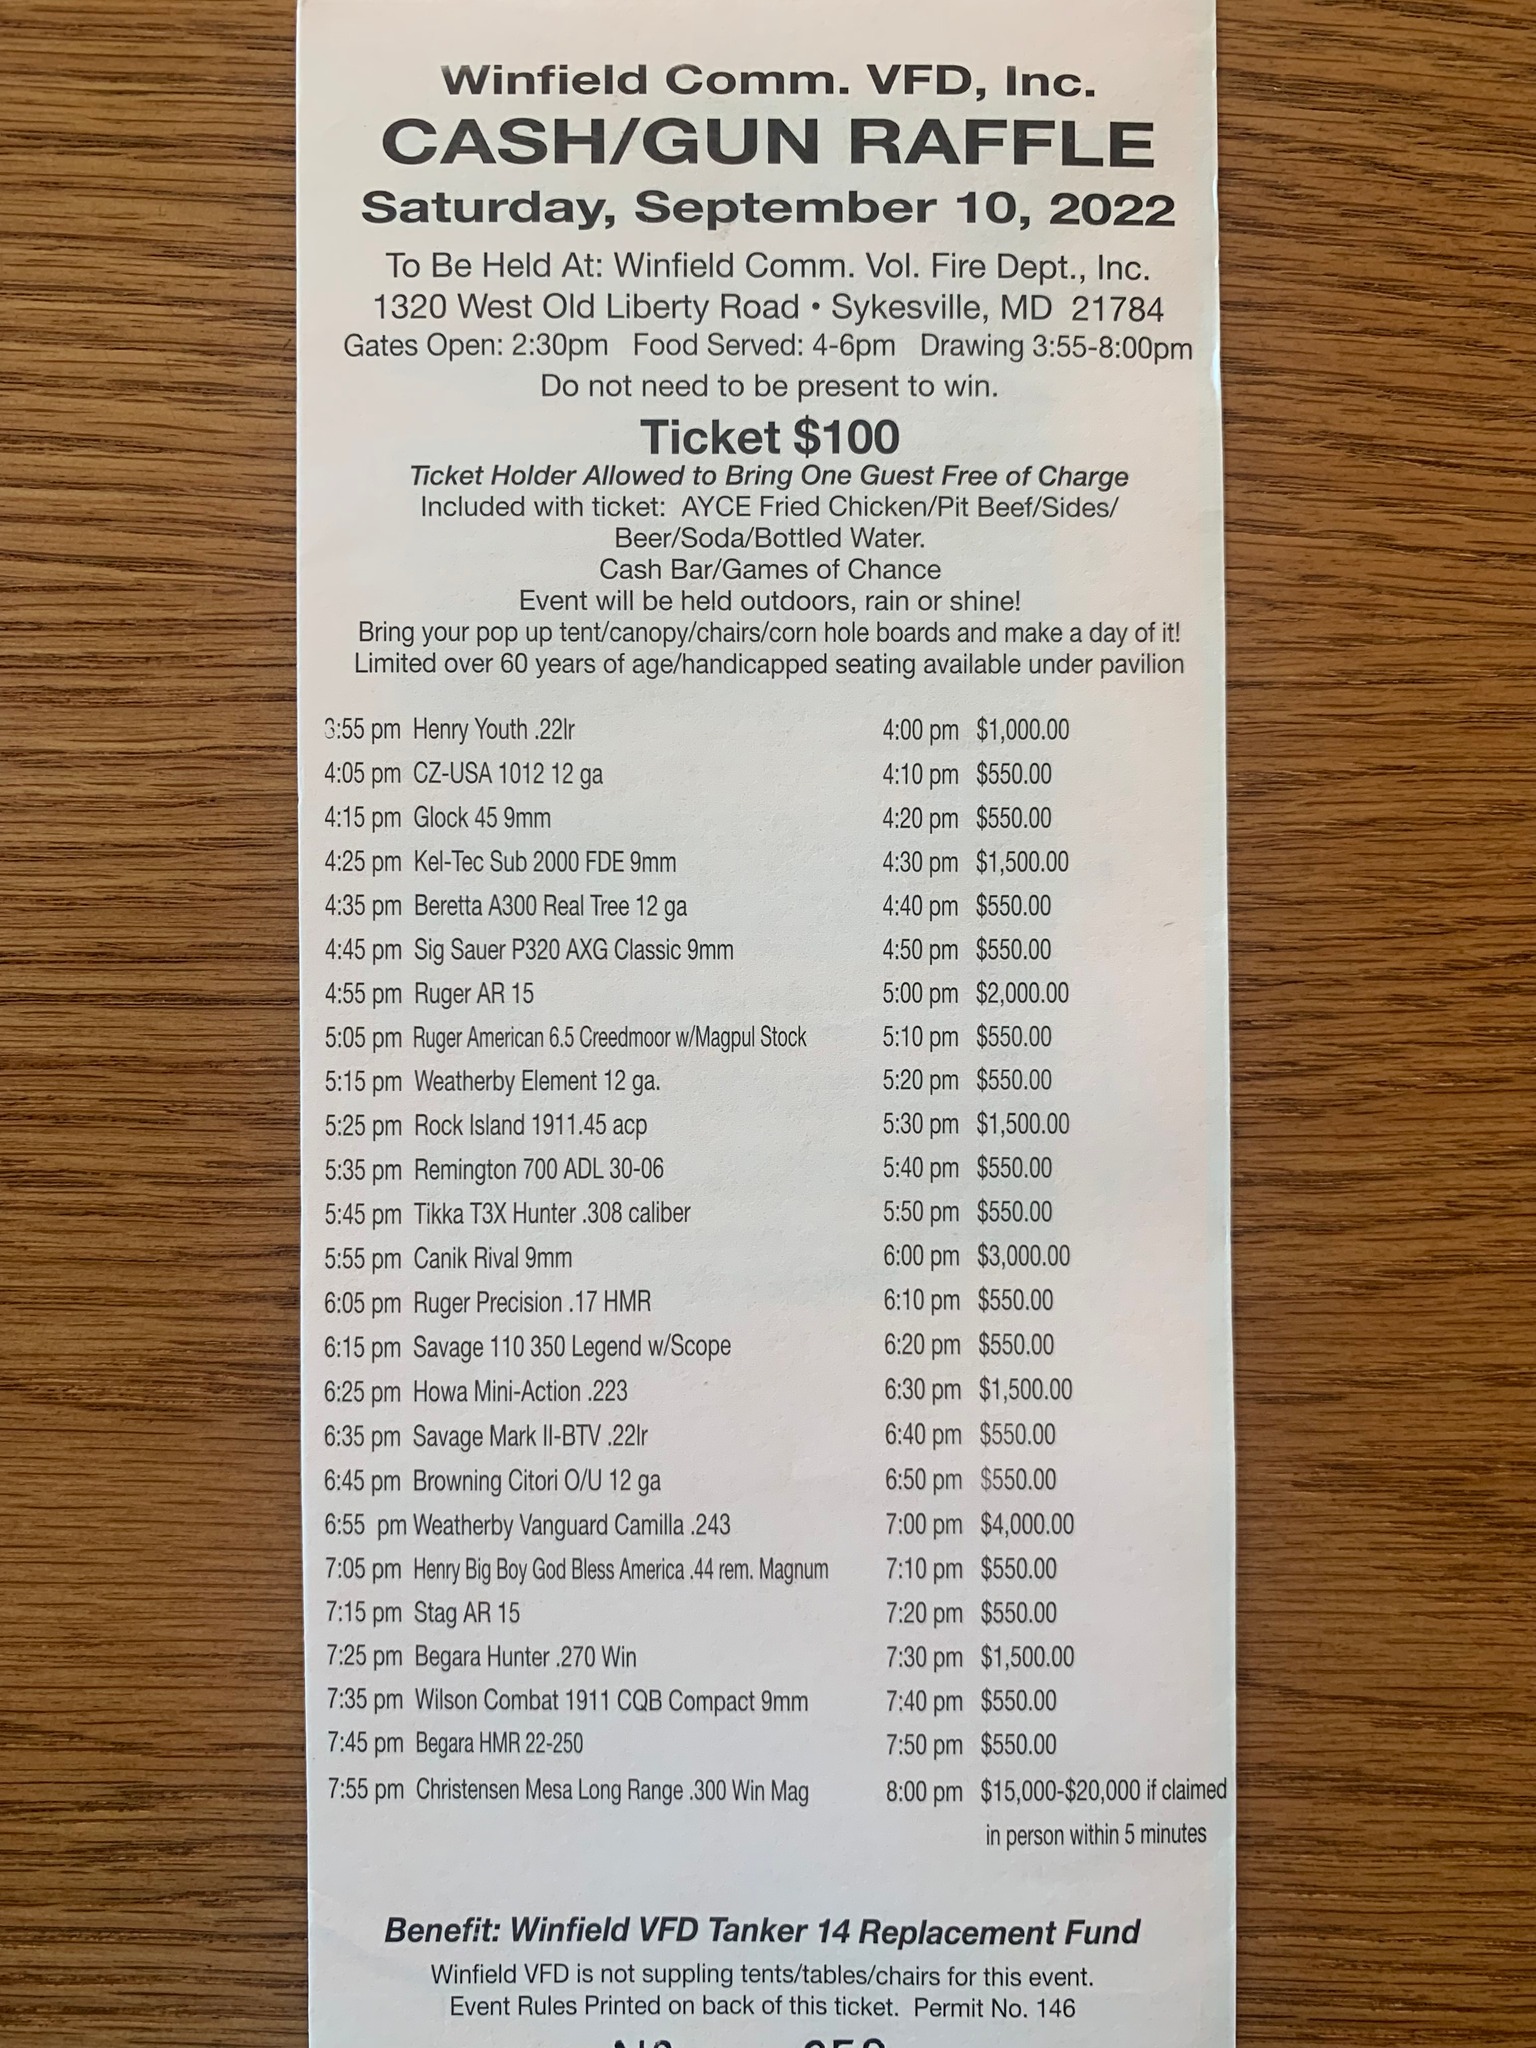 Winfield Comm. VFD, Inc.
CASH/GUN RAFFLE
Saturday, September 10, 2022
To Be Held At: Winfield Comm. Vol. Fire Dept., Inc.
1320 West Old Liberty Road • Sykesville, MD 21784
Gates Open: 2:30pm Food Served: 4-6pm Drawing 3:55-8:00pm
Do not need to be present to win.
Ticket $100
Ticket Holder Allowed to Bring One Guest Free of Charge
Included with ticket: AYCE Fried Chicken/Pit Beef/Sides/
Beer/Soda/Bottled Water.
Cash Bar/Games of Chance
Event will be held outdoors, rain or shine!
Bring your pop up tent/canopy/chairs/corn hole boards and make a day of it!
Limited over 60 years of age/handicapped seating available under pavilion
3:55 pm Henry Youth .22lr 4:00 pm $1,000.00
4:05 pm CZ-USA 1012 12 ga 4:10 pm $550.00
4:15 pm Glock 45 9mm 4:20 pm $550.00
4:25 pm Kel-Tec Sub 2000 FDE 9mm 4:30 pm $1,500.00
4:35 pm Beretta A300 Real Tree 12 ga 4:40 pm $550.00
4:45 pm Sig Sauer P320 AXG Classic 9mm 4:50 pm $550.00
4:55 pm Ruger AR 15 5:00 pm $2,000.00
5:05 pm Ruger American 6.5 Creedmoor w/Magpul Stock 5:10 pm $550.00
5:15 pm Weatherby Element 12 ga. 5:20 pm $550.00
5:25 pm Rock Island 1911.45 acp 5:30 pm $1,500.00
5:35 pm Remington 700 ADL 30-06 5:40 pm $550.00
5:45 pm Tikka T3X Hunter .308 caliber 5:50 pm $550.00
5:55 pm Canik Rival 9mm 6:00 pm $3,000.00
6:05 pm Ruger Precision .17 HMR 6:10 pm $550.00
6:15 pm Savage 110 350 Legend w/Scope 6:20 pm $550.00
6:25 pm Howa Mini-Action .223 6:30 pm $1,500.00
6:35 pm Savage Mark II-BTV .22lr 6:40 pm $550.00
6:45 pm Browning Citori O/U 12 ga 6:50 pm $550.00
6:55 pm Weatherby Vanguard Camilla .243 7:00 pm $4,000.00
7:05 pm Henry Big Boy God Bless America .44 rem. Magnum 7:10 pm $550.00
7:15 pm Stag AR 15 7:20 pm $550.00
7:25 pm Begara Hunter .270 Win 7:30 pm $1,500.00
7:35 pm Wilson Combat 1911 CQB Compact 9mm 7:40 pm $550.00
7:45 pm Begara HMR 22-250 7:50 pm $550.00
7:55 pm Christensen Mesa Long Range .300 Win Mag 8:00 pm $15,000-$20,000 if claimed
in person within 5 minutes
Benefit: Winfield VFD Tanker 14 Replacement Fund
Winfield VFD is not suppling tents/tables/chairs for this event.
Event Rules Printed on back of this ticket. Permit No. 146